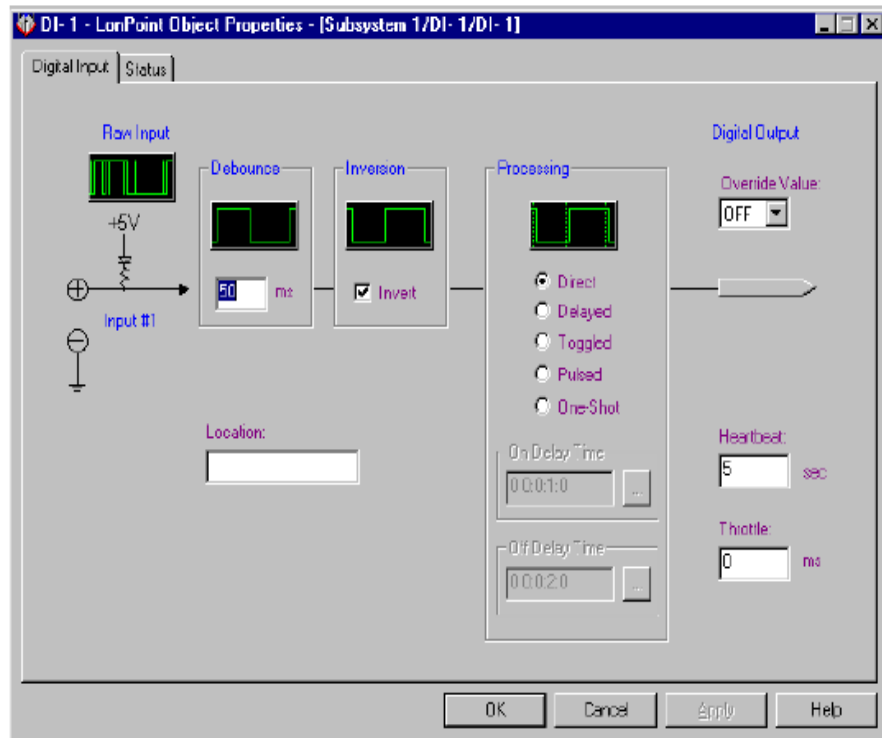 DI- 1 - LonPoint Object Properties - [Subsystem 1/DI- 1/DI- 1]
Digital Input
Status
Raw Input
+5V
Input #1
Debounce
50 ms
Inversion
Invert
Processing
Direct
Delayed
Toggled
Pulsed
One-Shot
On Delay Time
0 0:0:1:0
...
Off Delay Time
0 0:0:2:0
...
Digital Output
Override Value:
OFF
Location:
Heartbeat:
5 sec
Throttle:
0 ms
OK
Cancel
Apply
Help